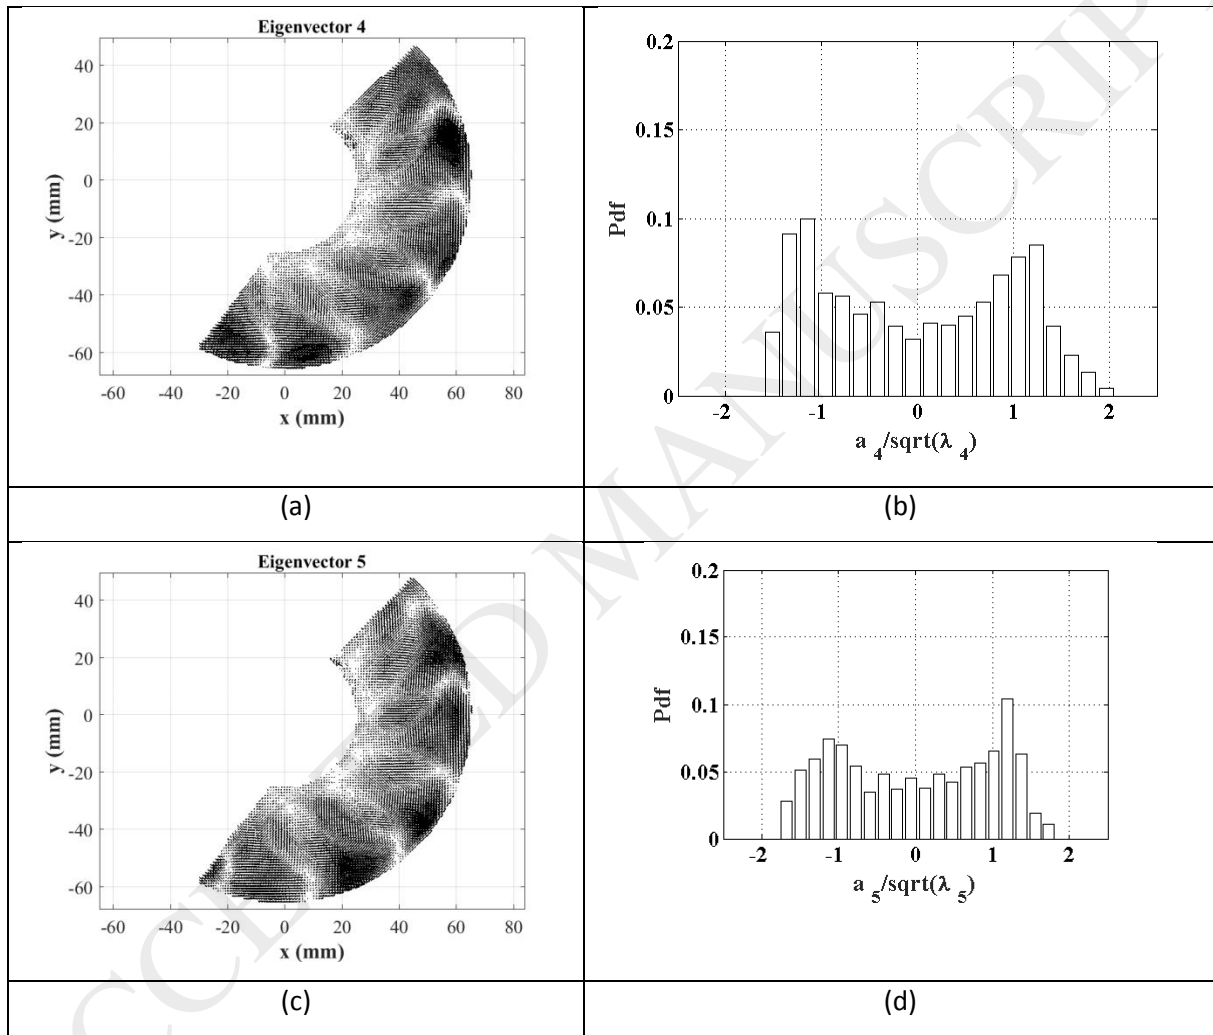 Eigenvector 4
40
20
0
-20
-40
-60
y (mm)
-60 -40 -20 0 20 40 60 80
x (mm)
0.2
0.15
0.1
0.05
0
Pdf
-2 -1 0 1 2
a 4/sqrt(λ 4)
(a) (b)
Eigenvector 5
40
20
0
-20
-40
-60
y (mm)
-60 -40 -20 0 20 40 60 80
x (mm)
0.2
0.15
0.1
0.05
0
Pdf
-2 -1 0 1 2
a 5/sqrt(λ 5)
(c) (d)
CCEPTED MANUSCRIP